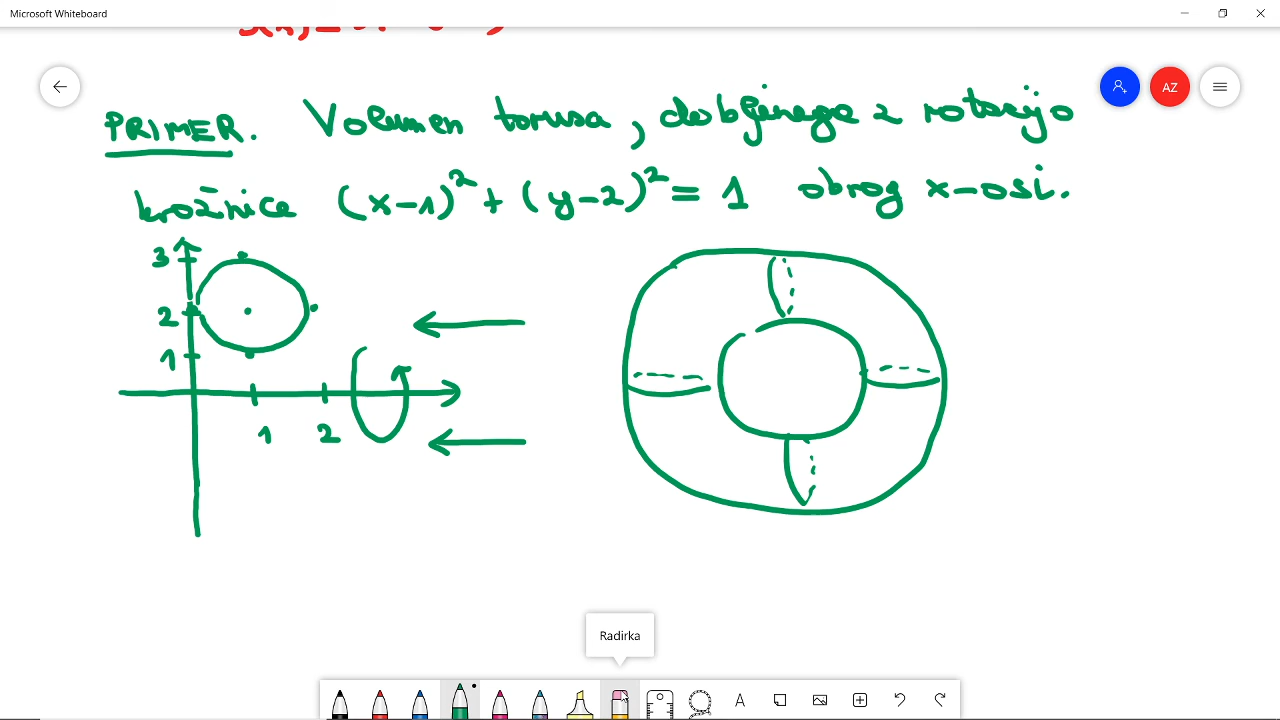 Microsoft Whiteboard
AZ
PRIMER. Volumen torusa, dobljenega z rotacijo
krožnice (x-1)² + (y-2)² = 1 obrog x-osi.
3
2
1
1 2
Radirka
A